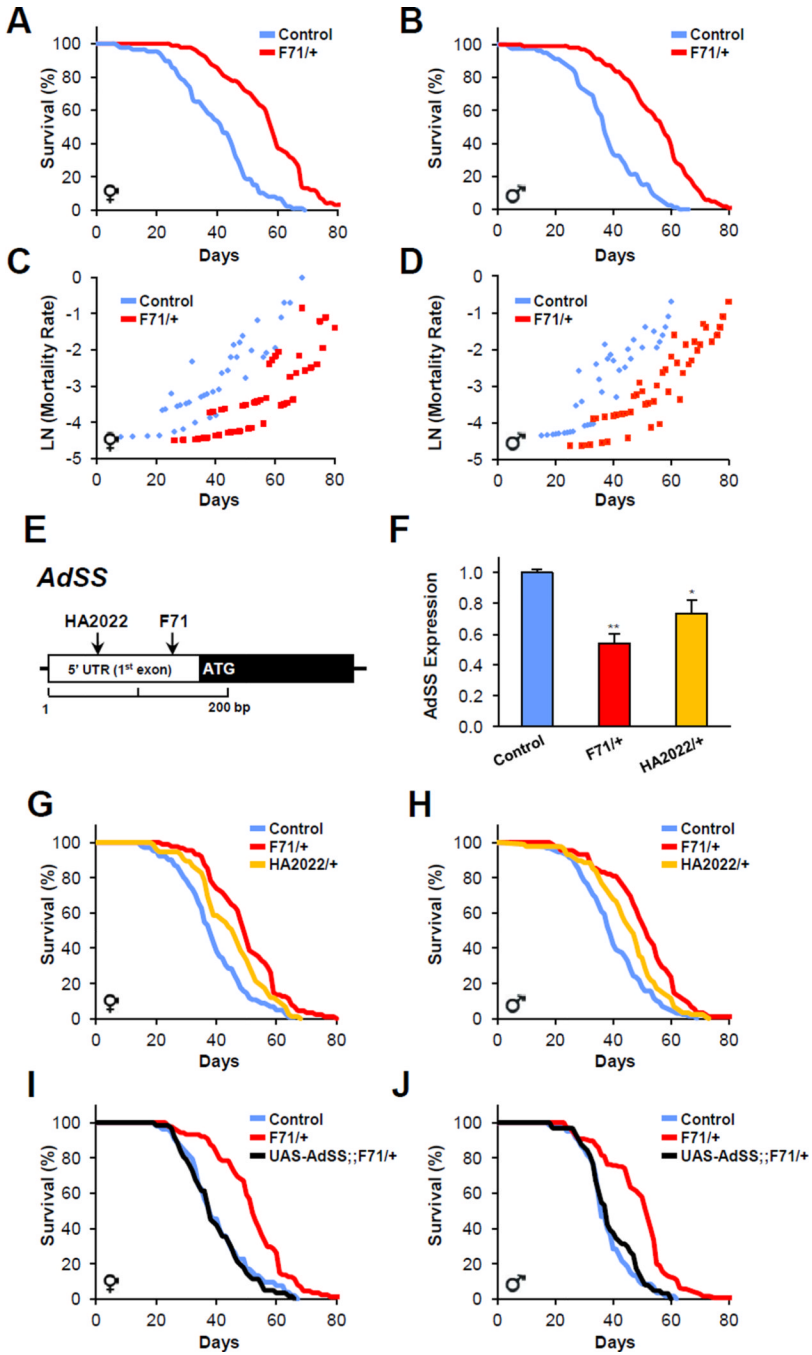 A
Control
F71/+
100
80
60
40
20
0
Survival (%)
0 20 40 60 80
Days
B
Control
F71/+
100
80
60
40
20
0
Survival (%)
0 20 40 60 80
Days
C
Control
F71/+
0
-1
-2
-3
-4
-5
LN (Mortality Rate)
0 20 40 60 80
Days
D
Control
F71/+
0
-1
-2
-3
-4
-5
LN (Mortality Rate)
0 20 40 60 80
Days
E
AdSS
HA2022 F71
5' UTR (1st exon) ATG
1 200 bp
F
1.0
0.8
0.6
0.4
0.2
0.0
AdSS Expression
** *
Control F71/+ HA2022/+
G
Control
F71/+
HA2022/+
100
80
60
40
20
0
Survival (%)
0 20 40 60 80
Days
H
Control
F71/+
HA2022/+
100
80
60
40
20
0
Survival (%)
0 20 40 60 80
Days
I
Control
F71/+
UAS-AdSS;;F71/+
100
80
60
40
20
0
Survival (%)
0 20 40 60 80
Days
J
Control
F71/+
UAS-AdSS;;F71/+
100
80
60
40
20
0
Survival (%)
0 20 40 60 80
Days